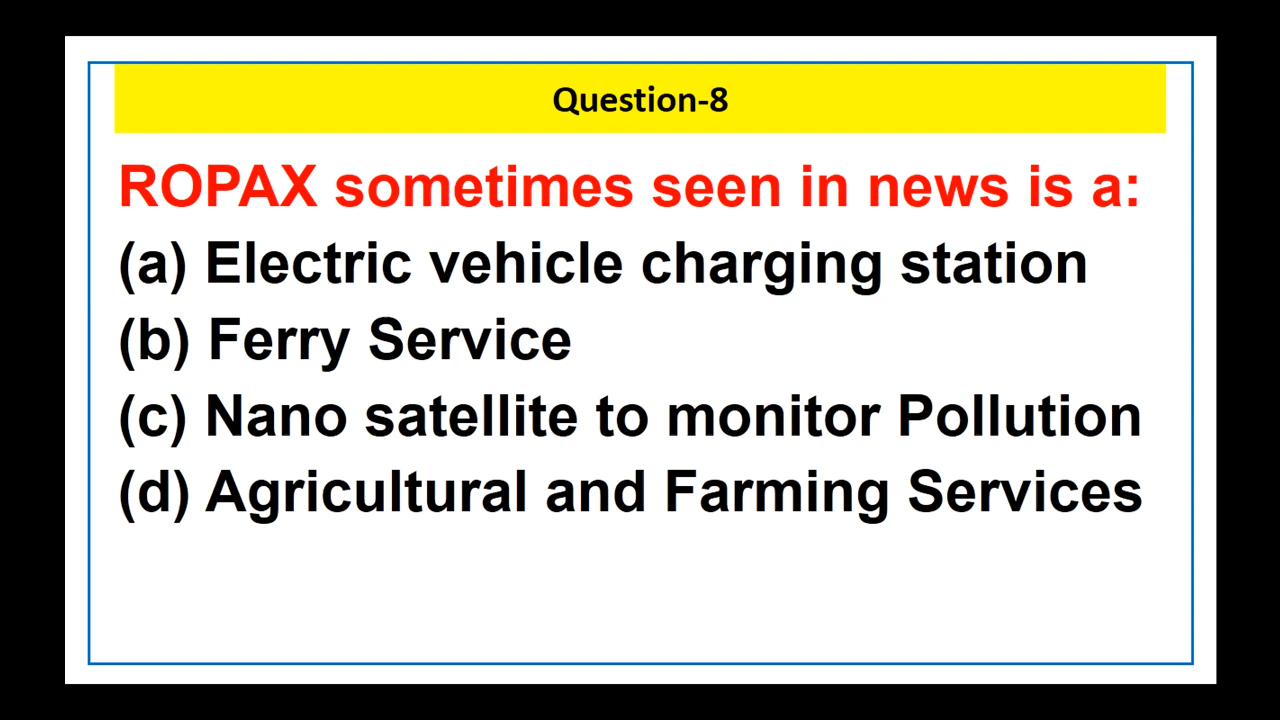 Question-8
ROPAX sometimes seen in news is a:
(a) Electric vehicle charging station
(b) Ferry Service
(c) Nano satellite to monitor Pollution
(d) Agricultural and Farming Services